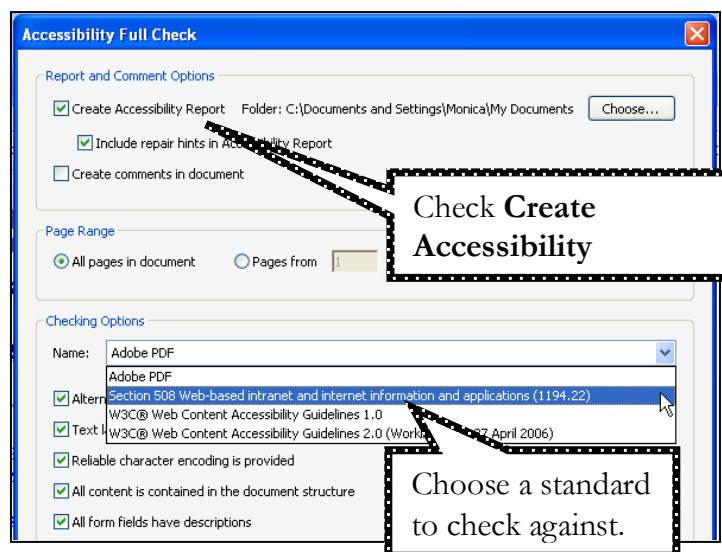 Accessibility Full Check
Report and Comment Options
Create Accessibility Report Folder: C:\Documents and Settings\Monica\My Documents Choose...
Include repair hints in Accessibility Report
Create comments in document
Check Create
Accessibility
Page Range
All pages in document Pages from 1
Checking Options
Name: Adobe PDF
Adobe PDF
Section 508 Web-based intranet and internet information and applications (1194.22)
W3C® Web Content Accessibility Guidelines 1.0
W3C® Web Content Accessibility Guidelines 2.0 27 April 2006)
Reliable character encoding is provided
All content is contained in the document structure
All form fields have descriptions
Choose a standard
to check against.